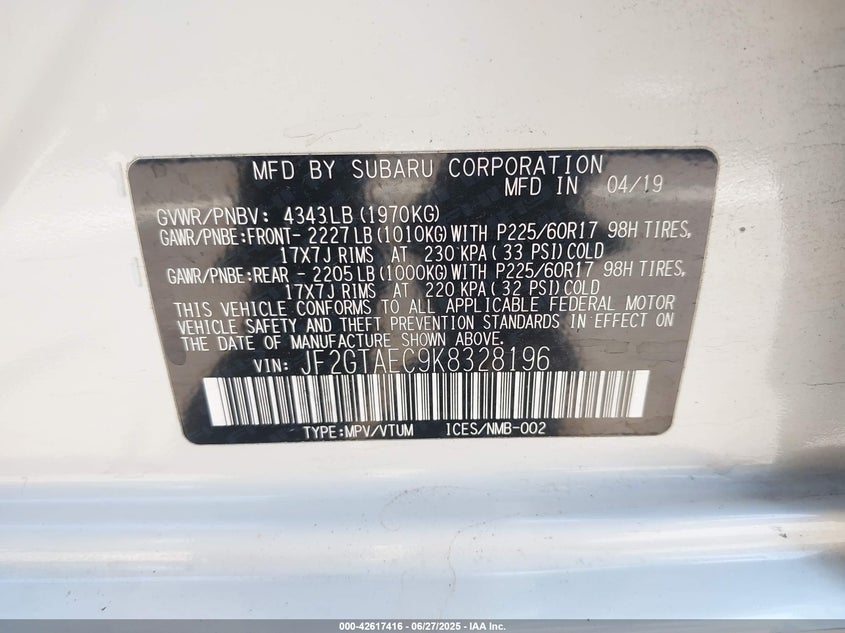 MFD BY SUBARU CORPORATION
MFD IN 04/19
GVWR/PNBV: 4343LB (1970KG)
GAWR/PNBE:FRONT- 2227LB(1010KG)WITH P225/60R17 98H TIRES,
17X7J RIMS AT 230 KPA( 33 PSI)COLD
GAWR/PNBE:REAR - 2205LB(1000KG)WITH P225/60R17 98H TIRES,
17X7J RIMS AT 220 KPA( 32 PSI)COLD
THIS VEHICLE CONFORMS TO ALL APPLICABLE FEDERAL MOTOR
VEHICLE SAFETY AND THEFT PREVENTION STANDARDS IN EFFECT ON
THE DATE OF MANUFACTURE SHOWN ABOVE.
VIN: JF2GTAEC9K8328196
TYPE:MPV/VTUM ICES/NMB-002
000-42617416 | 06/27/2025 - IAA Inc.